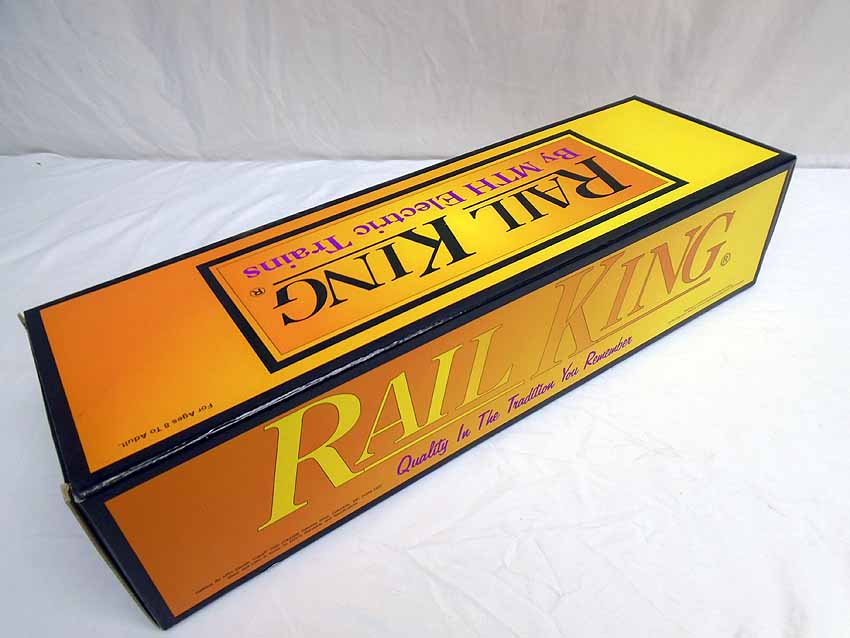 RAIL KING
By MTH Electric Trains
®
For Ages 8 To Adult.
RAIL KING®
Quality In The Tradition You Remember